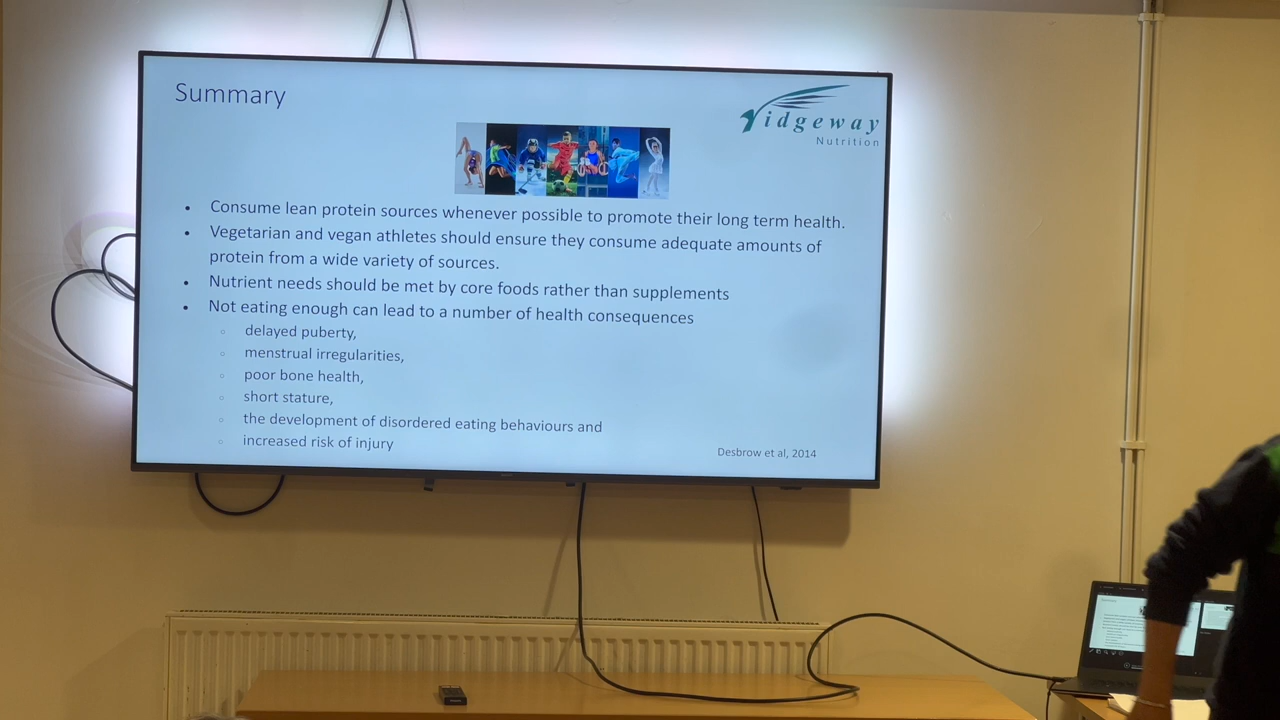 Summary
Ridgeway
Nutrition
• Consume lean protein sources whenever possible to promote their long term health.
• Vegetarian and vegan athletes should ensure they consume adequate amounts of
protein from a wide variety of sources.
• Nutrient needs should be met by core foods rather than supplements
• Not eating enough can lead to a number of health consequences
○ delayed puberty,
○ menstrual irregularities,
○ poor bone health,
○ short stature,
○ the development of disordered eating behaviours and
○ increased risk of injury
Desbrow et al, 2014